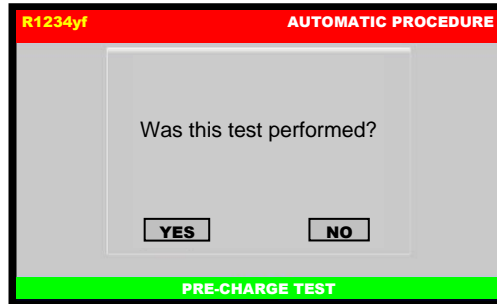 R1234yf AUTOMATIC PROCEDURE
Was this test performed?
YES NO
PRE-CHARGE TEST